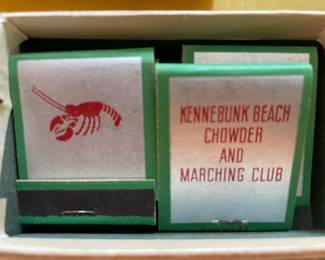 KENNEBUNK BEACH
CHOWDER
AND
MARCHING CLUB